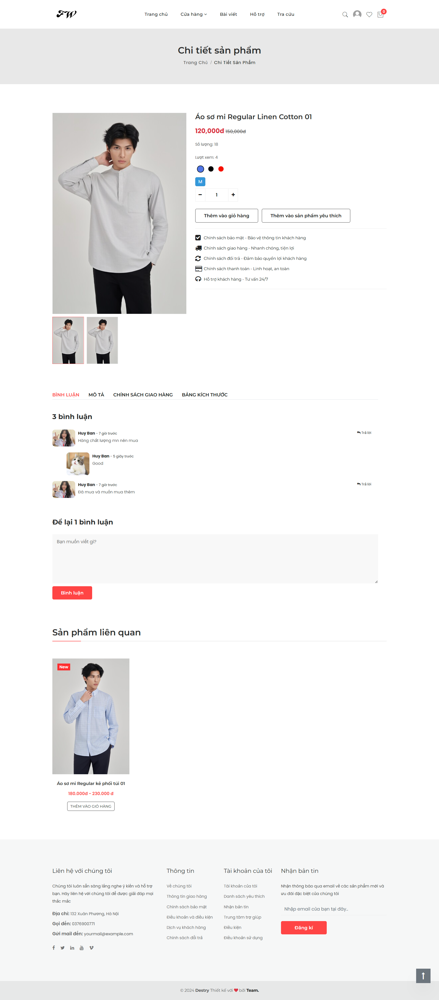 FW
Trang chủ
Cửa hàng
Bài viết
Hỗ trợ
Tra cứu
0
Chi tiết sản phẩm
Trang Chủ / Chi Tiết Sản Phẩm
Áo sơ mi Regular Linen Cotton 01
120,000đ 150,000đ
Số lượng: 18
Lượt xem: 4
M
1
Thêm vào giỏ hàng
Thêm vào sản phẩm yêu thích
Chính sách bảo mật - Bảo vệ thông tin khách hàng
Chính sách giao hàng - Nhanh chóng, tiện lợi
Chính sách đổi trả - Đảm bảo quyền lợi khách hàng
Chính sách thanh toán - Linh hoạt, an toàn
Hỗ trợ khách hàng - Tư vấn 24/7
BÌNH LUẬN
MÔ TẢ
CHÍNH SÁCH GIAO HÀNG
BẢNG KÍCH THƯỚC
3 bình luận
Huy Ban - 7 giờ trước
Trả lời
Hàng chất lượng mn nên mua
Huy Ban - 5 giây trước
Good
Huy Ban - 7 giờ trước
Trả lời
Đã mua và muốn mua thêm
Để lại 1 bình luận
Bạn muốn viết gì?
Bình luận
Sản phẩm liên quan
New
Áo sơ mi Regular kẻ phối túi 01
180.000đ - 230.000 đ
THÊM VÀO GIỎ HÀNG
Liên hệ với chúng tôi
Chúng tôi luôn sẵn sàng lắng nghe ý kiến và hỗ trợ
bạn. Hãy liên hệ với chúng tôi để được giải đáp mọi
thắc mắc
Địa chỉ: 132 Xuân Phương, Hà Nội
Gọi đến: 0376900771
Gửi mail đến: yourmail@example.com
Thông tin
Về chúng tôi
Thông tin giao hàng
Chính sách bảo mật
Điều khoản và điều kiện
Dịch vụ khách hàng
Chính sách đổi trả
Tài khoản của tôi
Tài khoản của tôi
Danh sách yêu thích
Nhận bản tin
Trung tâm trợ giúp
Điều kiện
Điều khoản sử dụng
Nhận bản tin
Nhận thông báo qua email về các sản phẩm mới và
ưu đãi đặc biệt của chúng tôi
Nhập email của bạn tại đây..
Đăng kí
© 2024 Destry Thiết kế với ❤ bởi Team.